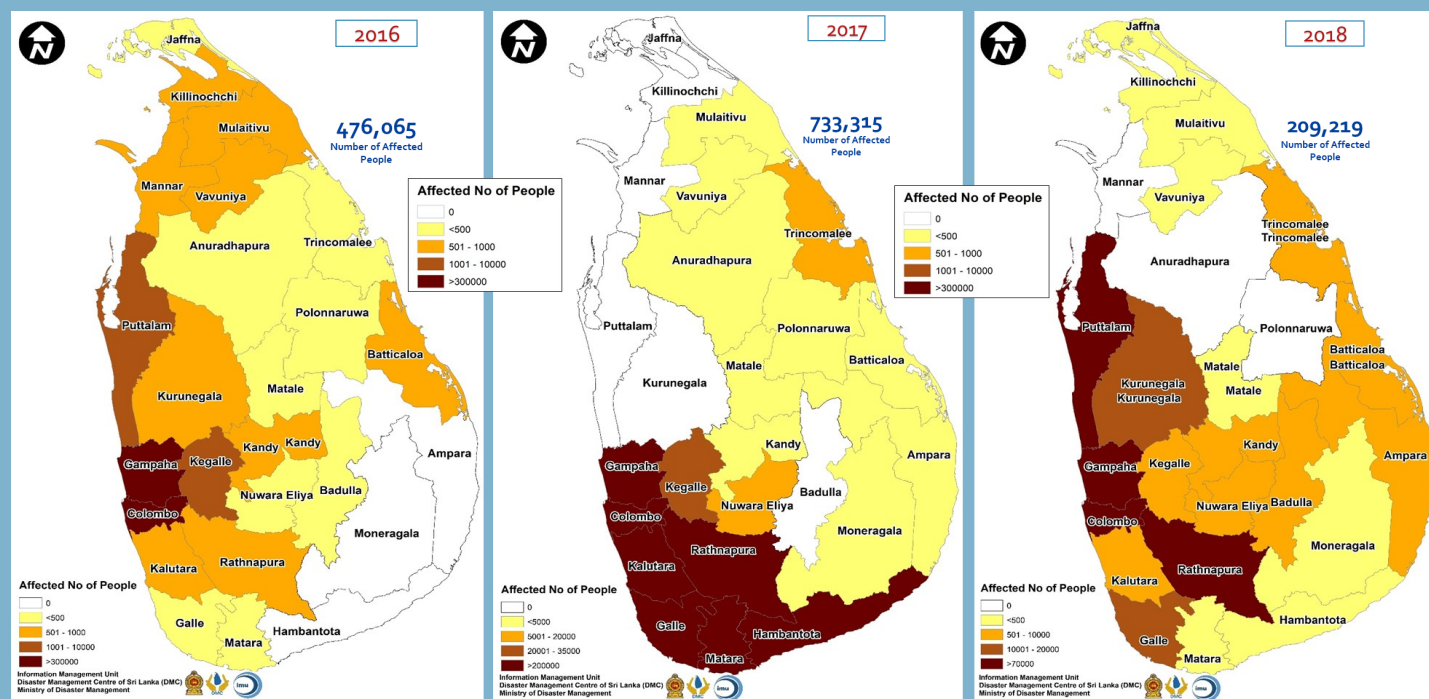 2016
476,065
Number of Affected
People
Jaffna
Killinochchi
Mulaitivu
Mannar
Vavuniya
Anuradhapura
Trincomalee
Puttalam
Polonnaruwa
Batticaloa
Kurunegala
Matale
Gampaha
Kegalle
Kandy
Kandy
Ampara
Nuwara Eliya
Badulla
Colombo
Moneragala
Kalutara
Rathnapura
Galle
Matara
Hambantota
Affected No of People
0
<500
501 - 1000
1001 - 10000
>300000
Information Management Unit
Disaster Management Centre of Sri Lanka (DMC)
Ministry of Disaster Management
DMC
imu
Affected No of People
0
<500
501 - 1000
1001 - 10000
>300000
2017
733,315
Number of Affected
People
Jaffna
Killinochchi
Mulaitivu
Mannar
Vavuniya
Trincomalee
Anuradhapura
Puttalam
Polonnaruwa
Matale
Batticaloa
Kurunegala
Kandy
Gampaha
Kegalle
Ampara
Badulla
Nuwara Eliya
Colombo
Moneragala
Rathnapura
Kalutara
Galle
Hambantota
Matara
Affected No of People
0
<5000
5001 - 20000
20001 - 35000
>200000
Information Management Unit
Disaster Management Centre of Sri Lanka (DMC)
Ministry of Disaster Management
DMC
imu
Affected No of People
0
<500
501 - 1000
1001 - 10000
>300000
2018
209,219
Number of Affected
People
Jaffna
Killinochchi
Mulaitivu
Mannar
Vavuniya
Trincomalee
Trincomalee
Anuradhapura
Puttalam
Polonnaruwa
Batticaloa
Batticaloa
Matale
Matale
Kurunegala
Kurunegala
Kandy
Gampaha
Kegalle
Ampara
Nuwara Eliya
Badulla
Colombo
Moneragala
Rathnapura
Kalutara
Hambantota
Galle
Matara
Affected No of People
0
<500
501 - 10000
10001 - 20000
>70000
Information Management Unit
Disaster Management Centre of Sri Lanka (DMC)
Ministry of Disaster Management
DMC
imu
N
N
N